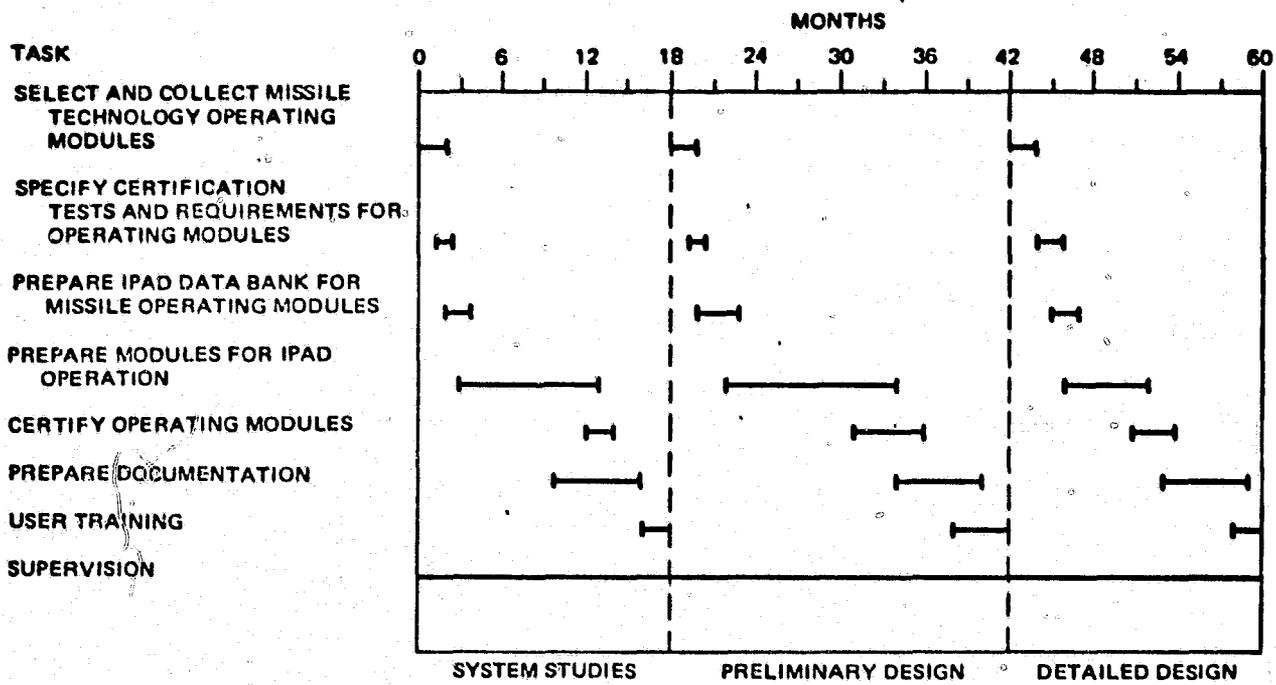 MONTHS
TASK
0 6 12 18 24 30 36 42 48 54 60
SELECT AND COLLECT MISSILE
TECHNOLOGY OPERATING
MODULES
SPECIFY CERTIFICATION
TESTS AND REQUIREMENTS FOR
OPERATING MODULES
PREPARE IPAD DATA BANK FOR
MISSILE OPERATING MODULES
PREPARE MODULES FOR IPAD
OPERATION
CERTIFY OPERATING MODULES
PREPARE DOCUMENTATION
USER TRAINING
SUPERVISION
SYSTEM STUDIES PRELIMINARY DESIGN DETAILED DESIGN